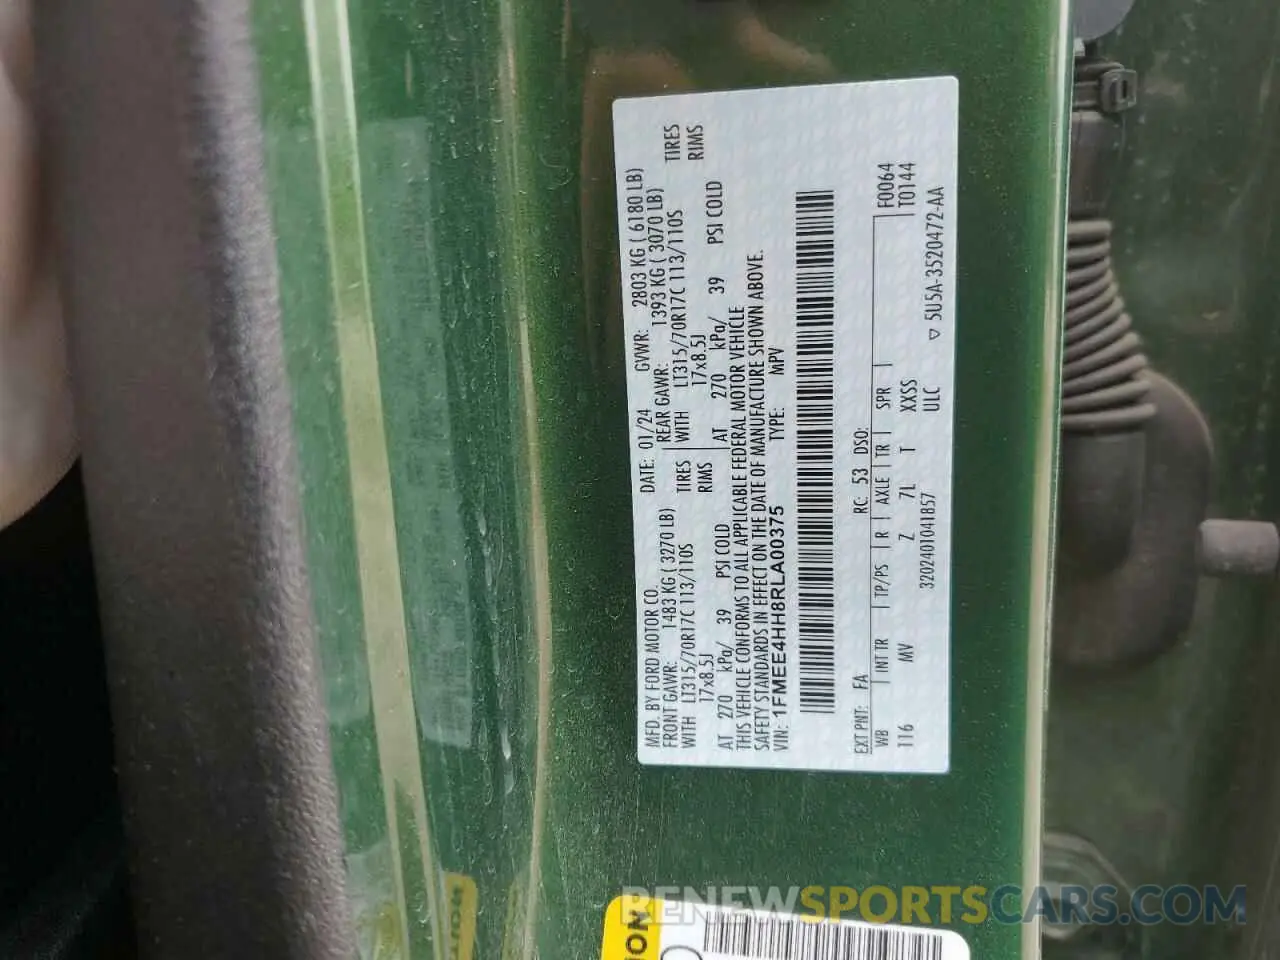 MFD. BY FORD MOTOR CO.
DATE: 01/24 GVWR: 2803 KG ( 6180 LB)
FRONT GAWR: 1483 KG ( 3270 LB)
REAR GAWR: 1393 KG ( 3070 LB)
WITH LT315/70R17C 113/110S TIRES
WITH LT315/70R17C 113/110S TIRES
17x8.5J RIMS
17x8.5J RIMS
AT 270 kPa/ 39 PSI COLD
AT 270 kPa/ 39 PSI COLD
THIS VEHICLE CONFORMS TO ALL APPLICABLE FEDERAL MOTOR VEHICLE
SAFETY STANDARDS IN EFFECT ON THE DATE OF MANUFACTURE SHOWN ABOVE.
VIN: 1FMEE4HH8RLA00375 TYPE: MPV
EXT PNT: FA RC: 53 DSO: F0064
WB INT TR TP/PS R AXLE TR SPR T0144
116 MV Z 7L T XXSS
3202401041857 ULC ▽ 5U5A-3520472-AA
RENEWSPORTSCARS.COM